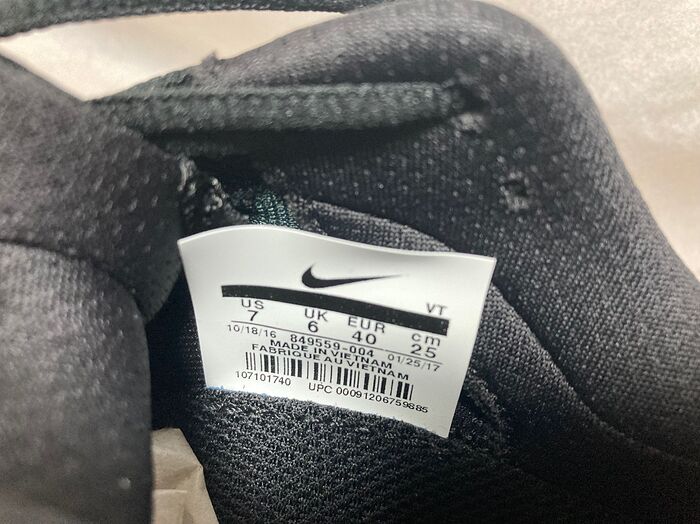 VT
US UK EUR cm
7 6 40 25
10/18/16 849559-004 01/25/17
MADE IN VIETNAM
FABRIQUE AU VIETNAM
107101740 UPC 00091206759885